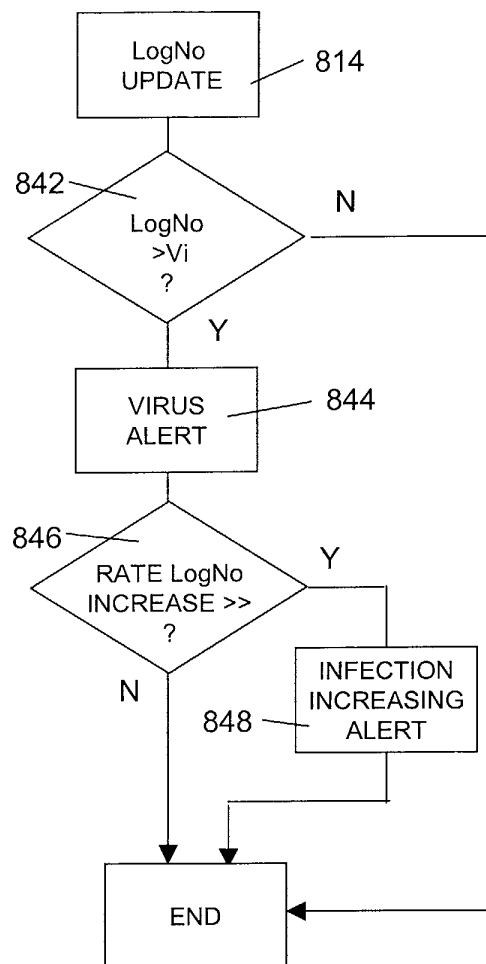 LogNo
UPDATE
814
842
LogNo
>Vi
?
N
Y
VIRUS
ALERT
844
846
RATE LogNo
INCREASE >>
?
Y
N
INFECTION
INCREASING
ALERT
848
END